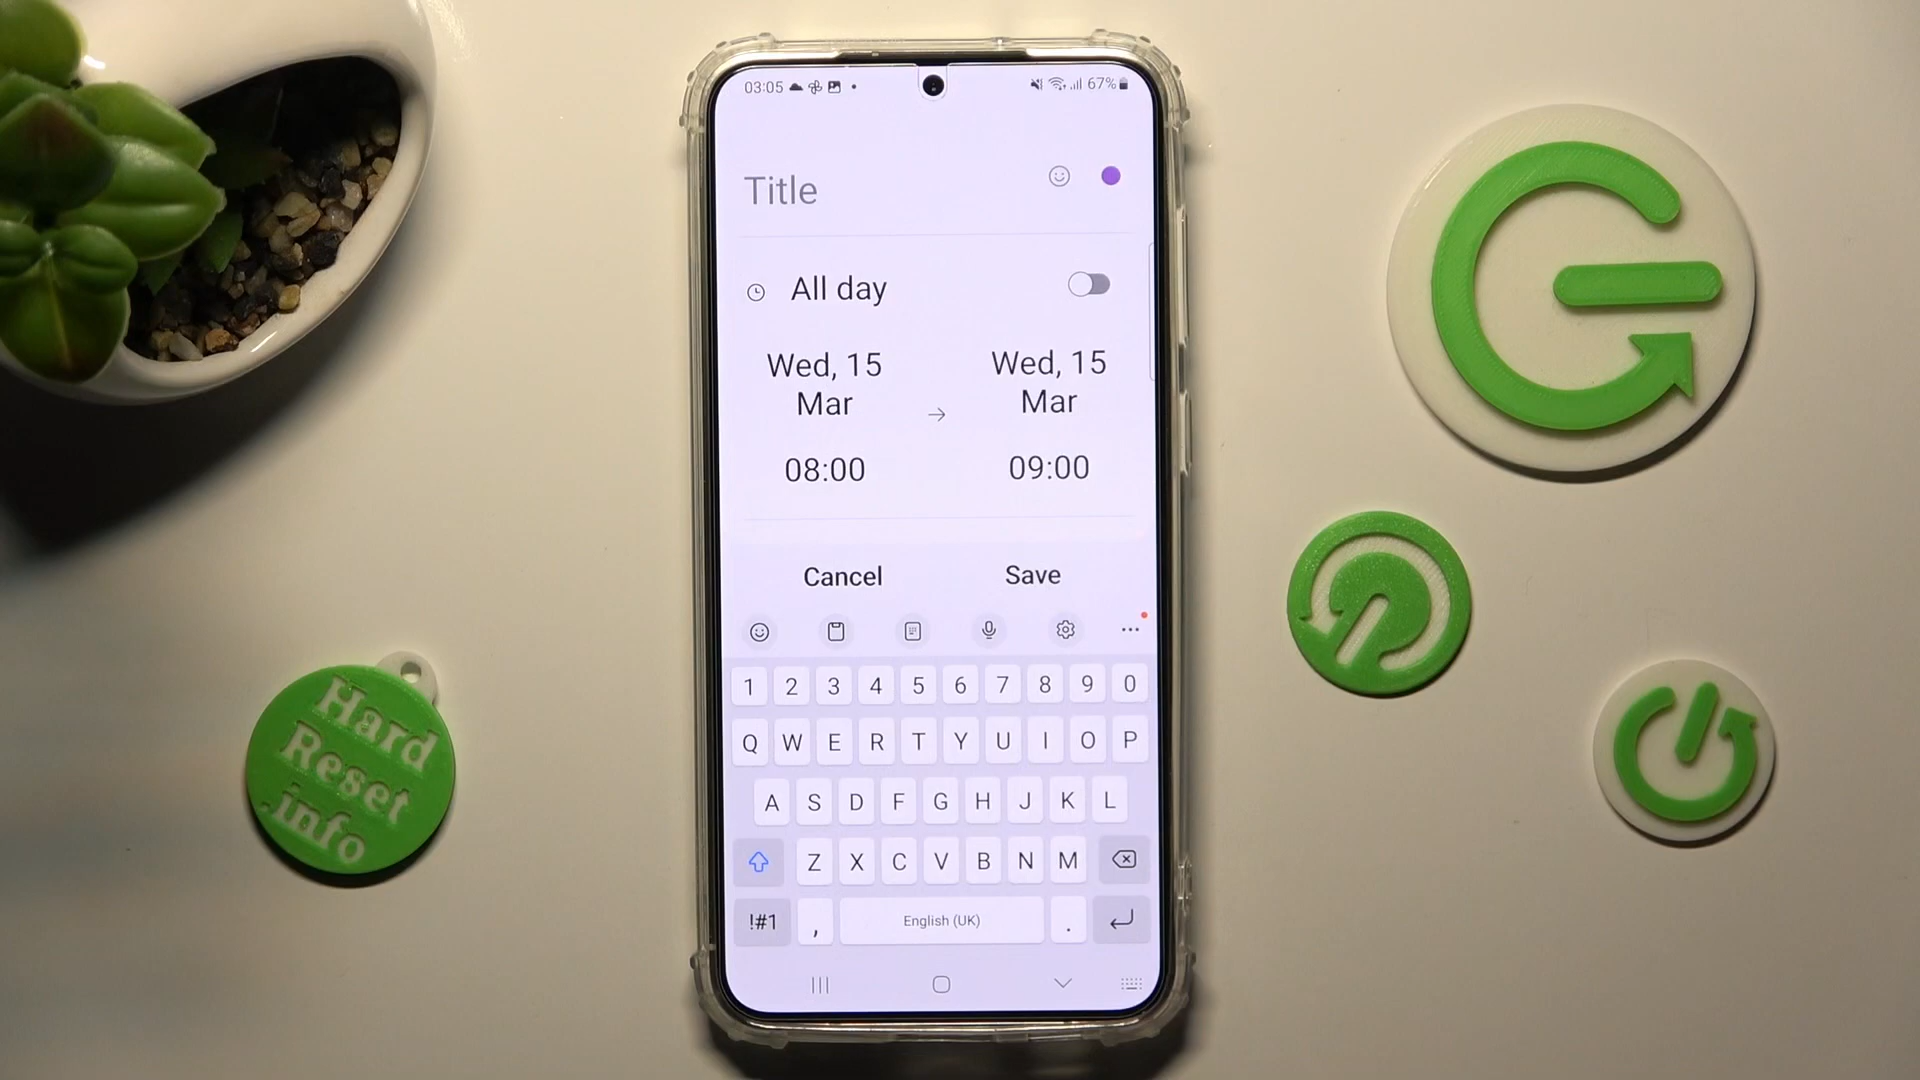 03:05
67%
Title
All day
Wed, 15 Mar
Wed, 15 Mar
08:00
09:00
Cancel
Save
1 2 3 4 5 6 7 8 9 0
Q W E R T Y U I O P
A S D F G H J K L
Z X C V B N M
!#1 , English (UK) .
Hard
Reset
.info